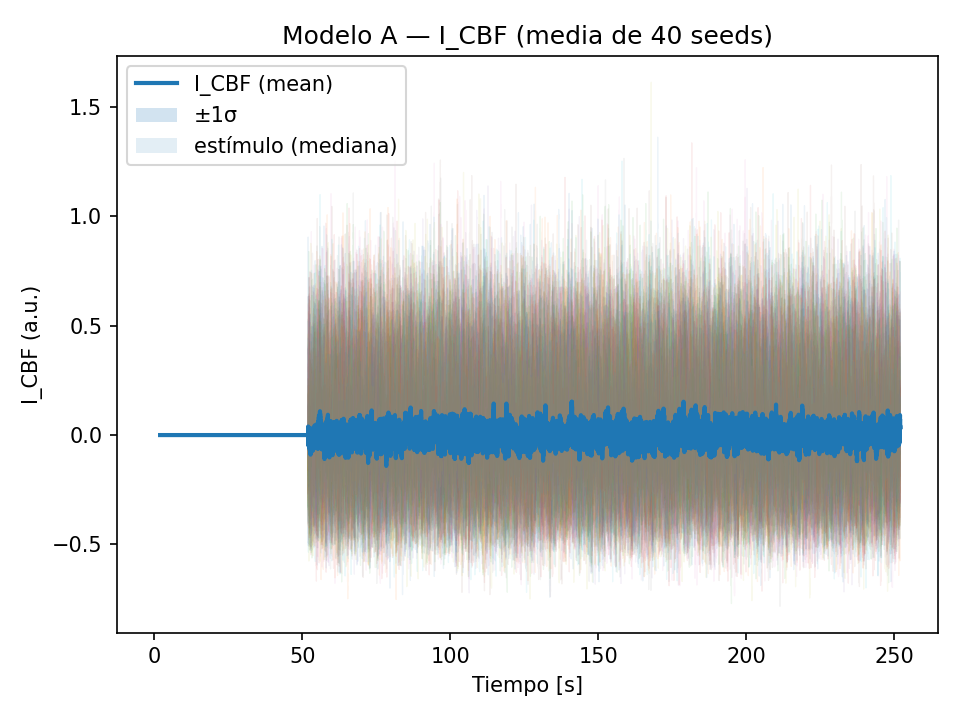 Modelo A — I_CBF (media de 40 seeds)
I_CBF (mean)
±1σ
estímulo (mediana)
I_CBF (a.u.)
1.5
1.0
0.5
0.0
−0.5
0 50 100 150 200 250
Tiempo [s]